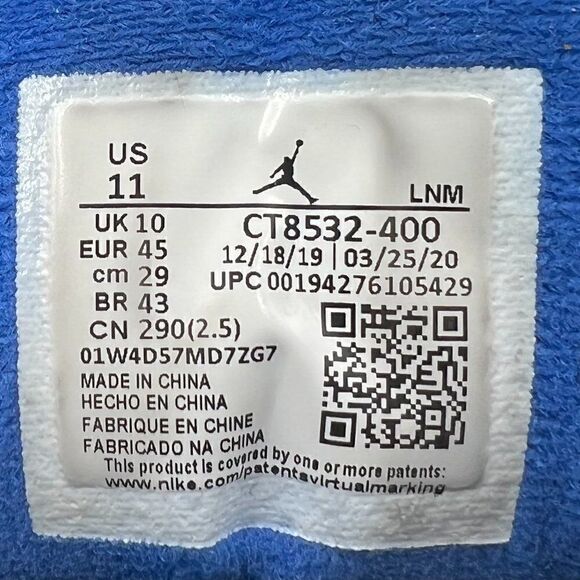 US
11
LNM
UK 10
CT8532-400
EUR 45
12/18/19 | 03/25/20
cm 29
UPC 00194276105429
BR 43
CN 290(2.5)
01W4D57MD7ZG7
MADE IN CHINA
HECHO EN CHINA
FABRIQUE EN CHINE
FABRICADO NA CHINA
This product is covered by one or more patents:
www.nike.com/patentsvirtualmarking